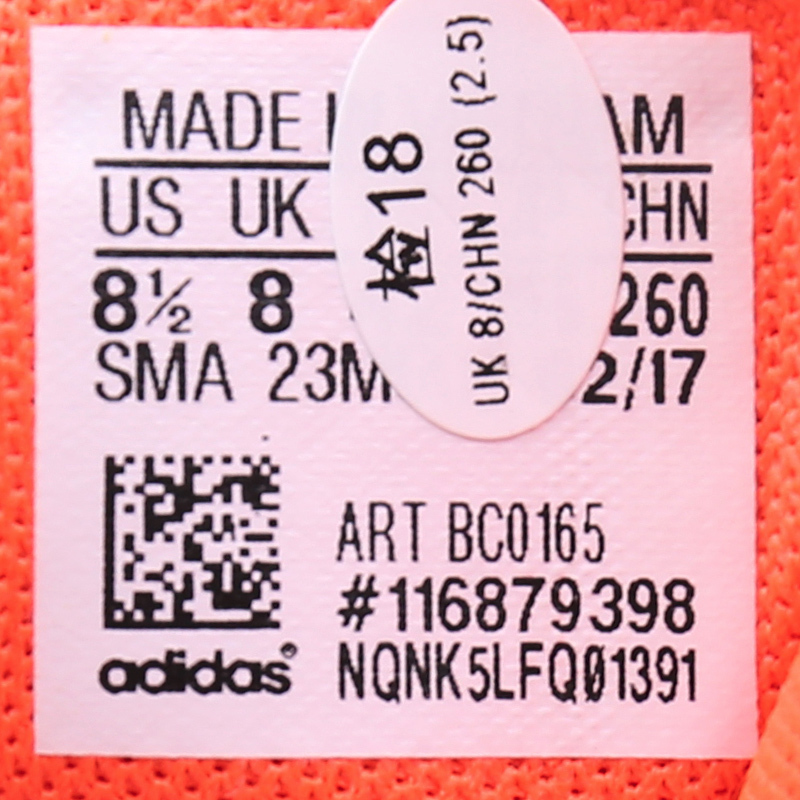 MADE I AM
US UK CHN
8½ 8 260
SMA 23M 2/17
检18
UK 8/CHN 260 (2.5)
ART BC0165
#116879398
NQNK5LFQ01391
adidas®